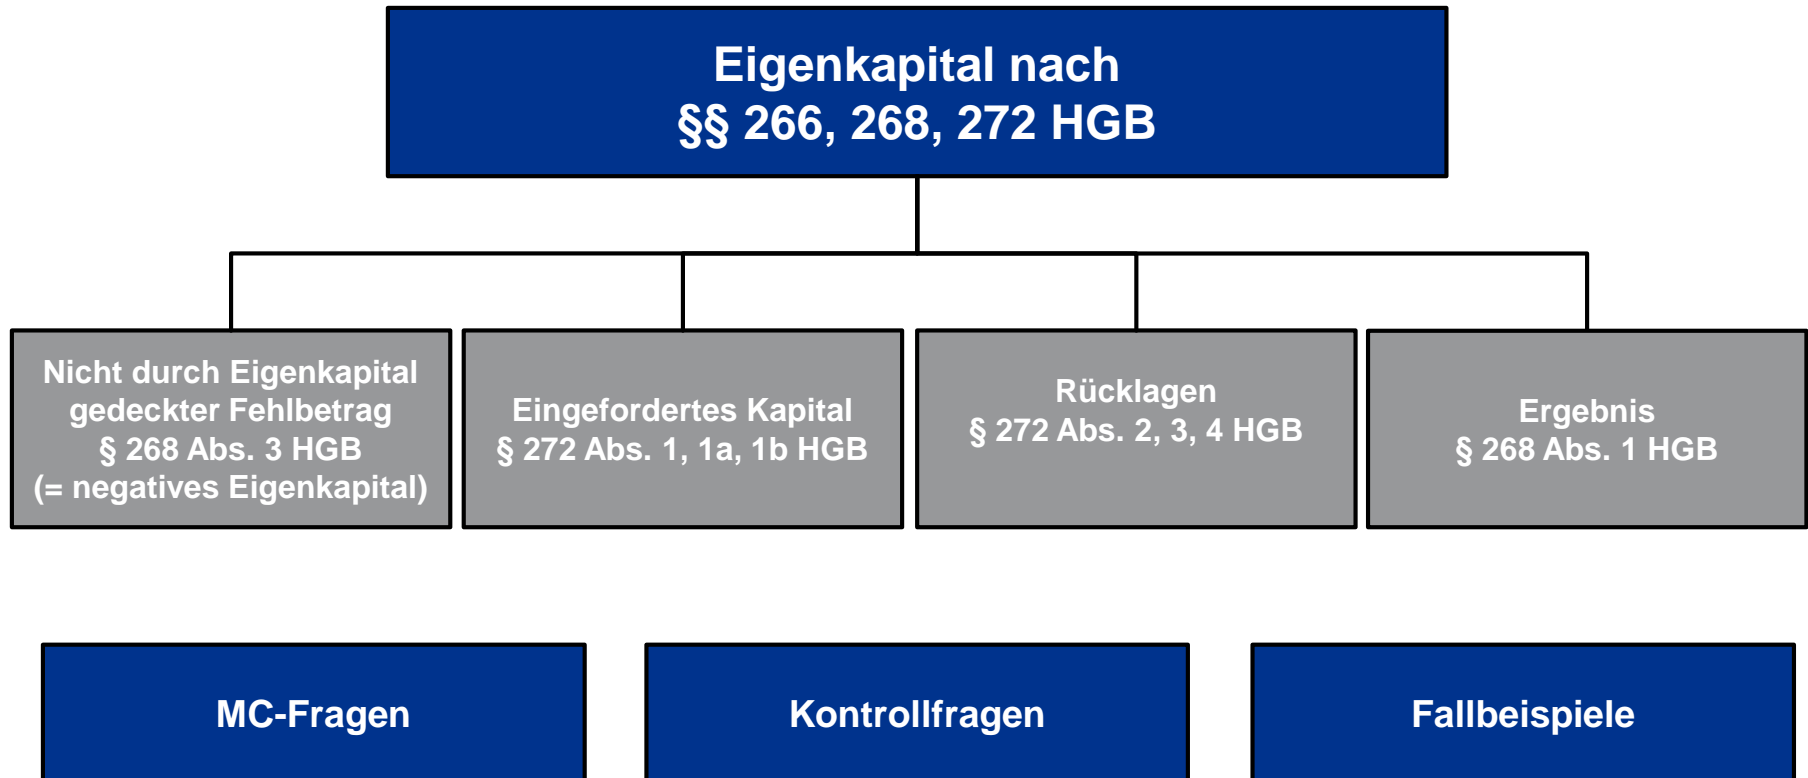 Eigenkapital nach
§§ 266, 268, 272 HGB
Nicht durch Eigenkapital
gedeckter Fehlbetrag
§ 268 Abs. 3 HGB
(= negatives Eigenkapital)
Eingefordertes Kapital
§ 272 Abs. 1, 1a, 1b HGB
Rücklagen
§ 272 Abs. 2, 3, 4 HGB
Ergebnis
§ 268 Abs. 1 HGB
MC-Fragen
Kontrollfragen
Fallbeispiele